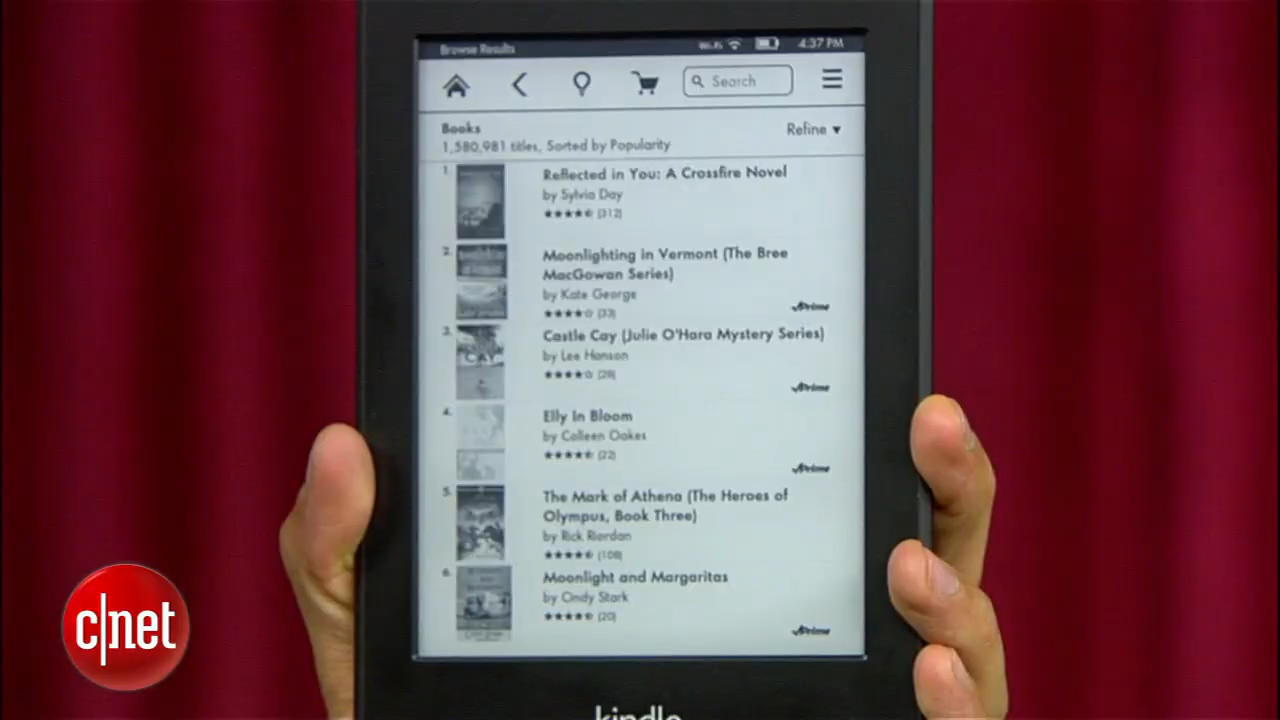 Browse Results
Wi-Fi
4:37 PM
Search
Books
Refine
1,580,981 titles, Sorted by Popularity
1.
Reflected in You: A Crossfire Novel
by Sylvia Day
(312)
2.
Moonlighting in Vermont (The Bree
MacGowan Series)
by Kate George
(33)
Prime
3.
Castle Cay (Julie O'Hara Mystery Series)
by Lee Hanson
CAY
(29)
Prime
4.
Elly In Bloom
by Colleen Oakes
(22)
Prime
5.
The Mark of Athena (The Heroes of
Olympus, Book Three)
by Rick Riordan
(108)
6.
Moonlight and Margaritas
by Cindy Stark
(20)
Prime
c|net
kindle